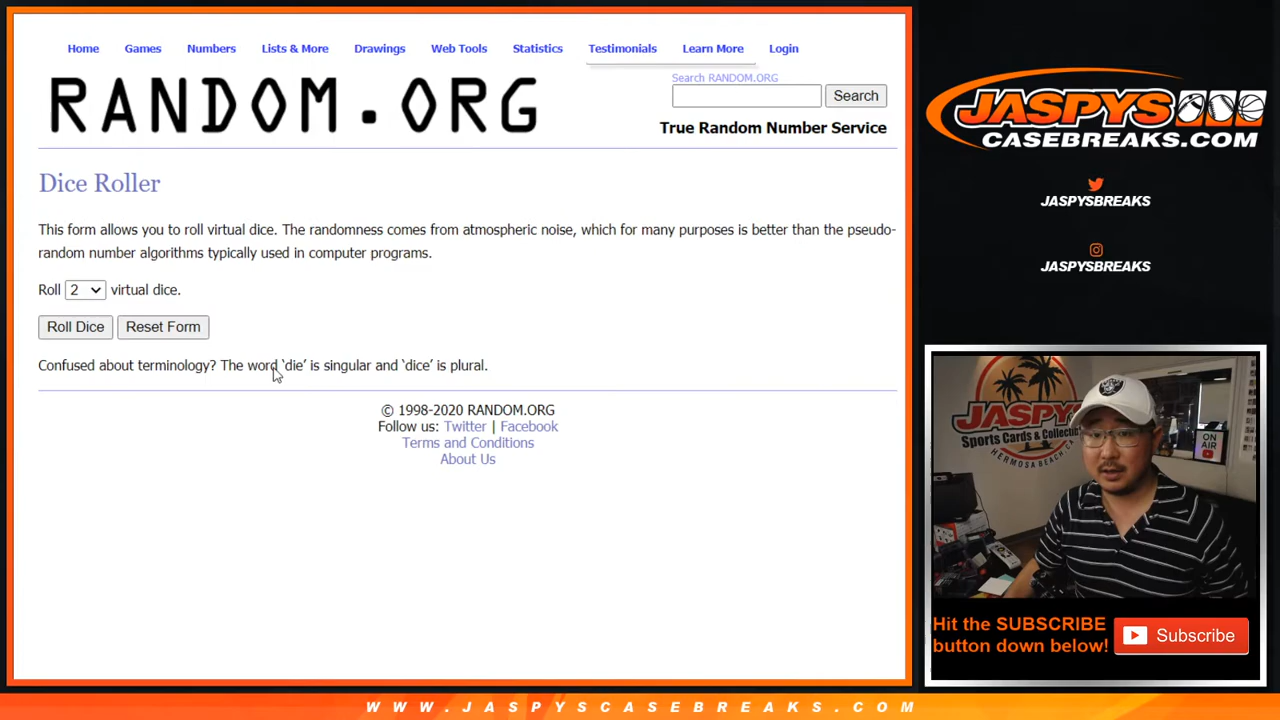 Home Games Numbers Lists & More Drawings Web Tools Statistics Testimonials Learn More Login
RANDOM.ORG
Search RANDOM.ORG
Search
True Random Number Service
Dice Roller
This form allows you to roll virtual dice. The randomness comes from atmospheric noise, which for many purposes is better than the pseudo-
random number algorithms typically used in computer programs.
Roll 2 virtual dice.
Roll Dice Reset Form
Confused about terminology? The word ‘die’ is singular and ‘dice’ is plural.
© 1998-2020 RANDOM.ORG
Follow us: Twitter | Facebook
Terms and Conditions
About Us
JASPYS
CASEBREAKS.COM
JASPYSBREAKS
JASPYSBREAKS
JASPYS
Sports Cards & Collectib
HERMOSA BEACH CA
ON
AIR
Hit the SUBSCRIBE
button down below!
Subscribe
WWW.JASPYSCASEBREAKS.COM